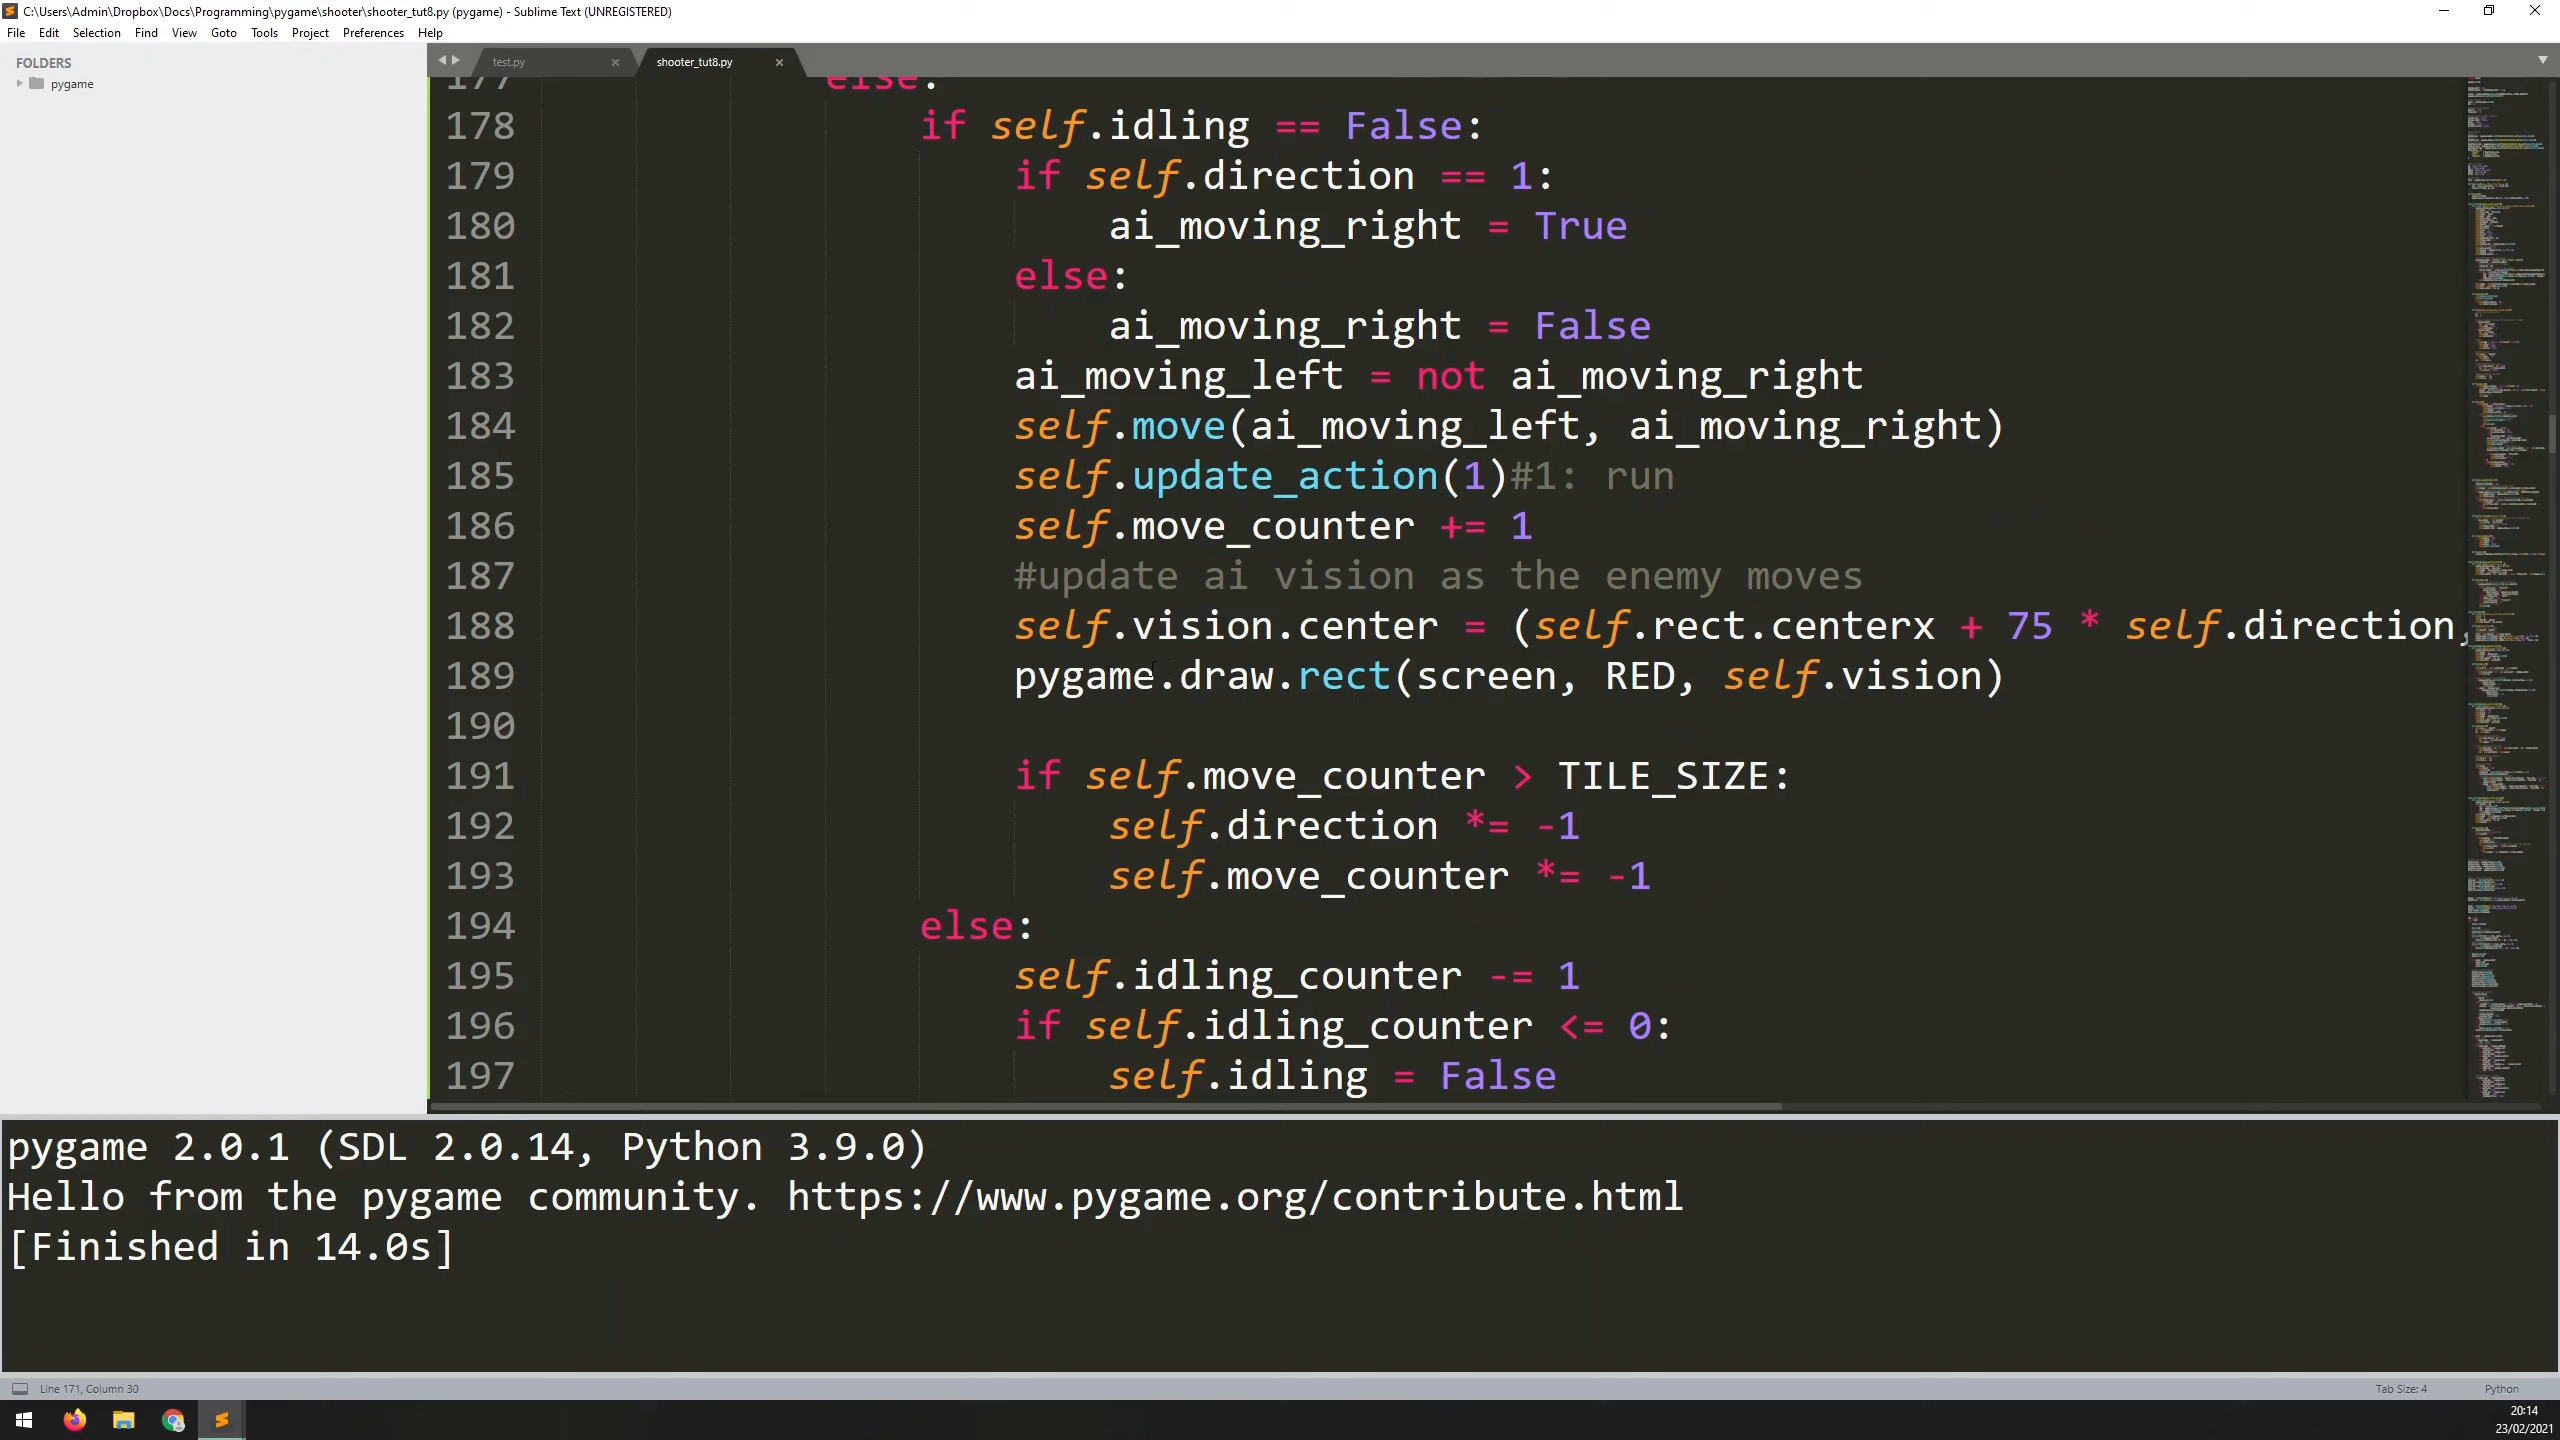 C:\Users\Admin\Dropbox\Docs\Programming\pygame\shooter\shooter_tut8.py (pygame) - Sublime Text (UNREGISTERED)
File Edit Selection Find View Goto Tools Project Preferences Help
FOLDERS
pygame
test.py
shooter_tut8.py
177 else:
178 if self.idling == False:
179 if self.direction == 1:
180 ai_moving_right = True
181 else:
182 ai_moving_right = False
183 ai_moving_left = not ai_moving_right
184 self.move(ai_moving_left, ai_moving_right)
185 self.update_action(1)#1: run
186 self.move_counter += 1
187 #update ai vision as the enemy moves
188 self.vision.center = (self.rect.centerx + 75 * self.direction,
189 pygame.draw.rect(screen, RED, self.vision)
190
191 if self.move_counter > TILE_SIZE:
192 self.direction *= -1
193 self.move_counter *= -1
194 else:
195 self.idling_counter -= 1
196 if self.idling_counter <= 0:
197 self.idling = False
pygame 2.0.1 (SDL 2.0.14, Python 3.9.0)
Hello from the pygame community. https://www.pygame.org/contribute.html
[Finished in 14.0s]
Line 171, Column 30
Tab Size: 4
Python
20:14
23/02/2021